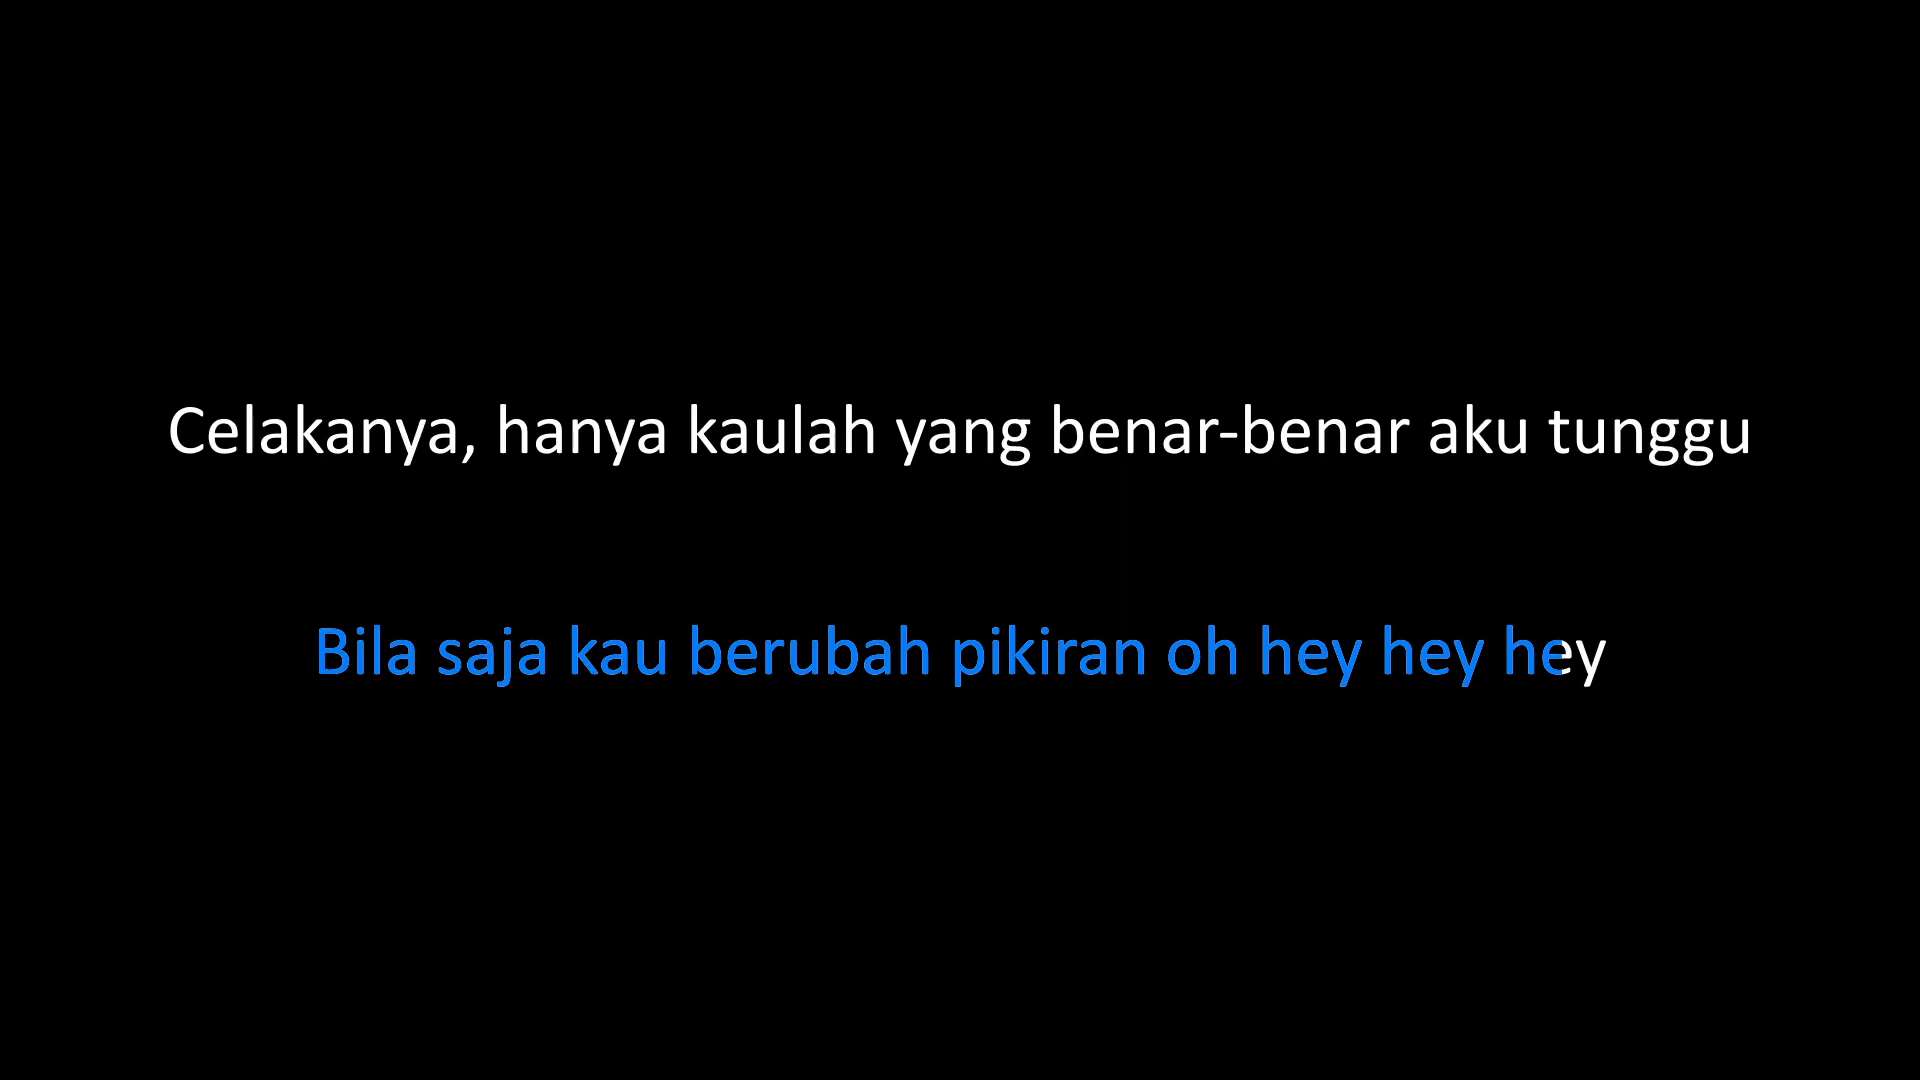 Celakanya, hanya kaulah yang benar-benar aku tunggu
Bila saja kau berubah pikiran oh hey hey hey